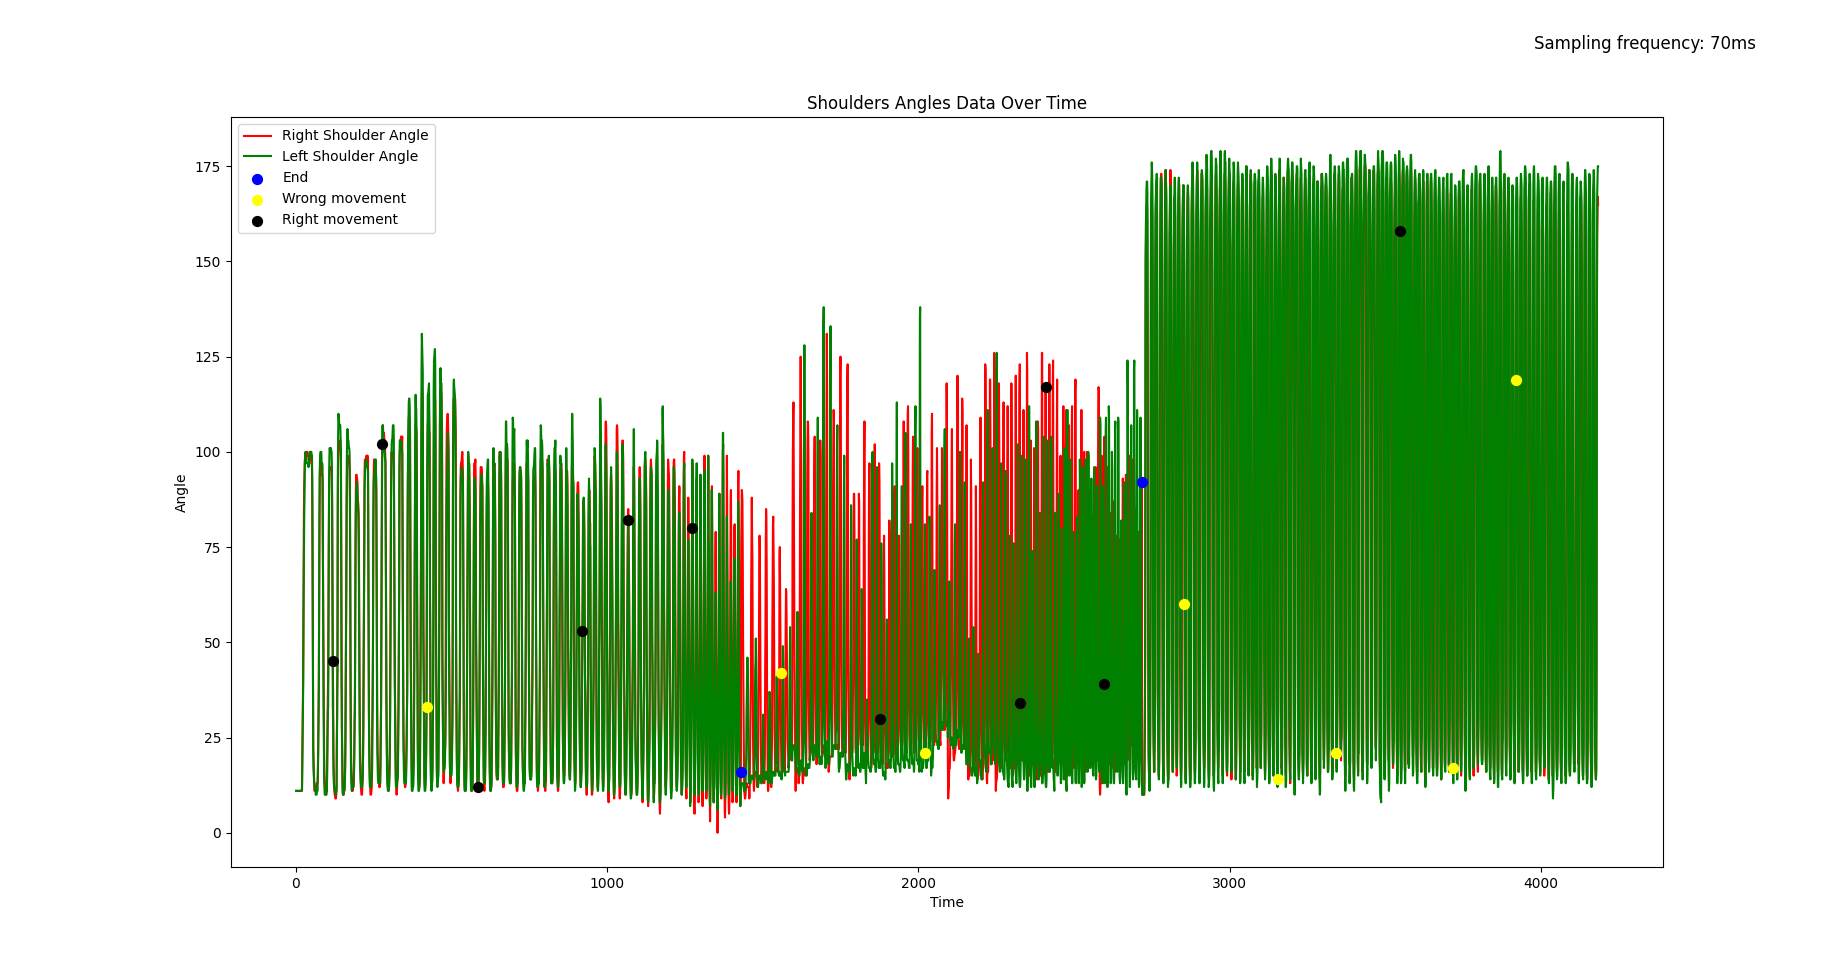 Sampling frequency: 70ms
Shoulders Angles Data Over Time
Right Shoulder Angle
Left Shoulder Angle
End
Wrong movement
Right movement
175
150
125
100
75
50
25
0
Angle
0 1000 2000 3000 4000
Time